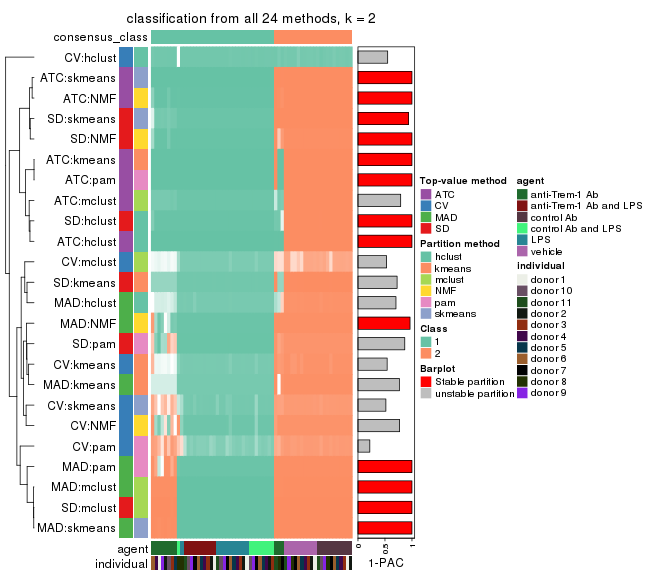 classification from all 24 methods, k = 2
consensus_class
CV:hclust
ATC:skmeans
ATC:NMF
SD:skmeans
SD:NMF
ATC:kmeans
ATC:pam
ATC:mclust
SD:hclust
ATC:hclust
CV:mclust
SD:kmeans
MAD:hclust
MAD:NMF
SD:pam
CV:kmeans
MAD:kmeans
CV:skmeans
CV:NMF
CV:pam
MAD:pam
MAD:mclust
SD:mclust
MAD:skmeans
agent
individual
0
0.5
1
1-PAC
Top-value method
ATC
CV
MAD
SD
Partition method
hclust
kmeans
mclust
NMF
pam
skmeans
Class
1
2
Barplot
Stable partition
unstable partition
agent
anti-Trem-1 Ab
anti-Trem-1 Ab and LPS
control Ab
control Ab and LPS
LPS
vehicle
individual
donor 1
donor 10
donor 11
donor 2
donor 3
donor 4
donor 5
donor 6
donor 7
donor 8
donor 9